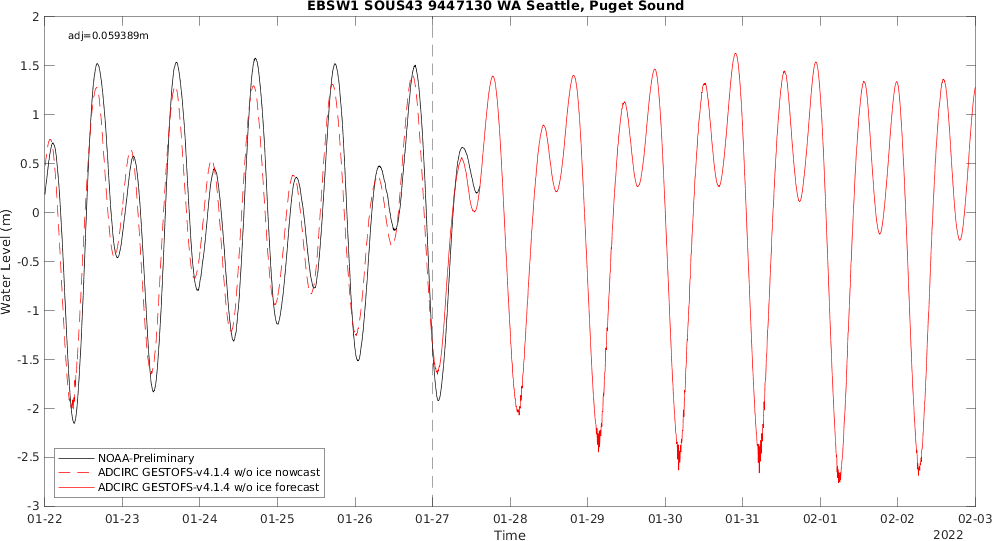 EBSW1 SOUS43 9447130 WA Seattle, Puget Sound
adj=0.059389m
2
1.5
1
0.5
0
-0.5
-1
-1.5
-2
-2.5
-3
Water Level (m)
NOAA-Preliminary
ADCIRC GESTOFS-v4.1.4 w/o ice nowcast
ADCIRC GESTOFS-v4.1.4 w/o ice forecast
01-22 01-23 01-24 01-25 01-26 01-27 01-28 01-29 01-30 01-31 02-01 02-02 02-03
Time
2022